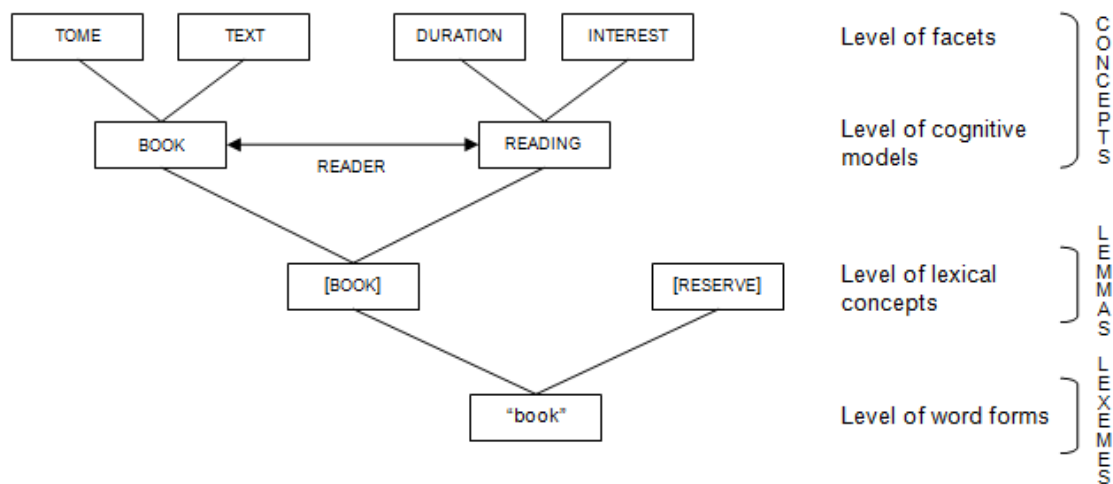 TOME
TEXT
DURATION
INTEREST
Level of facets
BOOK
READING
READER
Level of cognitive
models
CONCEPTS
[BOOK]
[RESERVE]
Level of lexical
concepts
LEMMAS
“book”
Level of word forms
LEXEMES